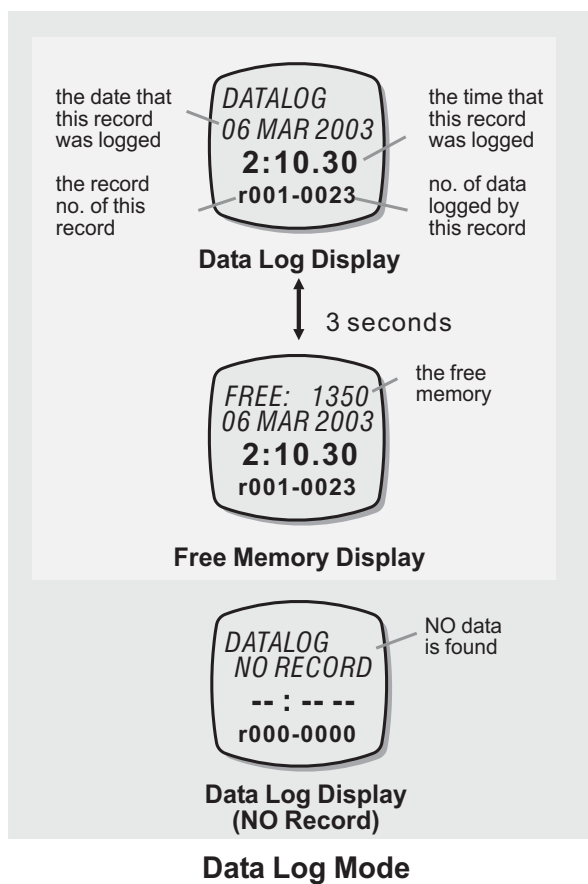 the date that
this record
was logged
the record
no. of this
record
DATALOG
06 MAR 2003
2:10.30
r001-0023
the time that
this record
was logged
no. of data
logged by
this record
Data Log Display
3 seconds
FREE: 1350
06 MAR 2003
2:10.30
r001-0023
the free
memory
Free Memory Display
DATALOG
NO RECORD
-- : -- --
r000-0000
NO data
is found
Data Log Display
(NO Record)
Data Log Mode